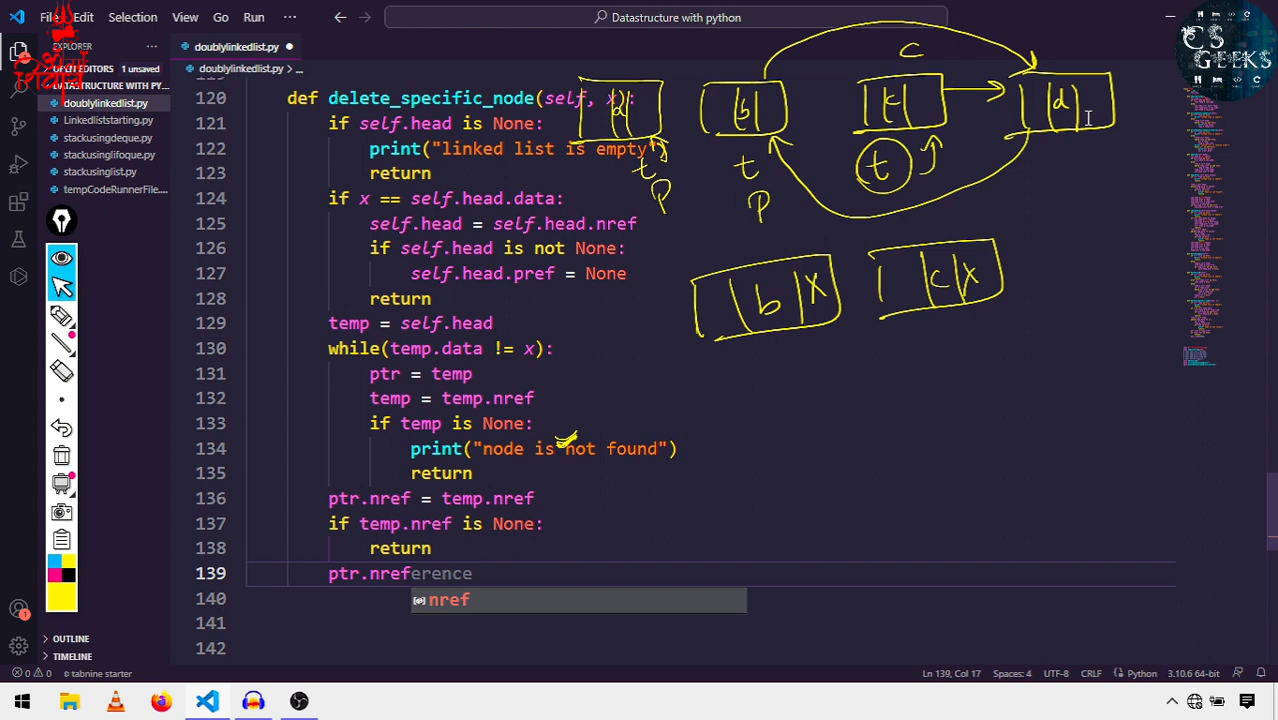 File Edit Selection View Go Run ··· Datastructure with python
EXPLORER ···
OPEN EDITORS 1 unsaved
DATASTRUCTURE WITH PYTHON
doublylinkedlist.py
Linkedliststarting.py
stackusingdeque.py
stackusinglifoque.py
stackusinglist.py
tempCodeRunnerFile....
OUTLINE
TIMELINE
doublylinkedlist.py
doublylinkedlist.py > ...
120 def delete_specific_node(self, x):
121 if self.head is None:
122 print("linked list is empty")
123 return
124 if x == self.head.data:
125 self.head = self.head.nref
126 if self.head is not None:
127 self.head.pref = None
128 return
129 temp = self.head
130 while(temp.data != x):
131 ptr = temp
132 temp = temp.nref
133 if temp is None:
134 print("node is not found")
135 return
136 ptr.nref = temp.nref
137 if temp.nref is None:
138 return
139 ptr.nreference
140 nref
141
142
c
a b c d
t t t
P P
b X c X
CS
GEEKS
0 0 tabnine starter Ln 139, Col 17 Spaces: 4 UTF-8 CRLF Python 3.10.6 64-bit